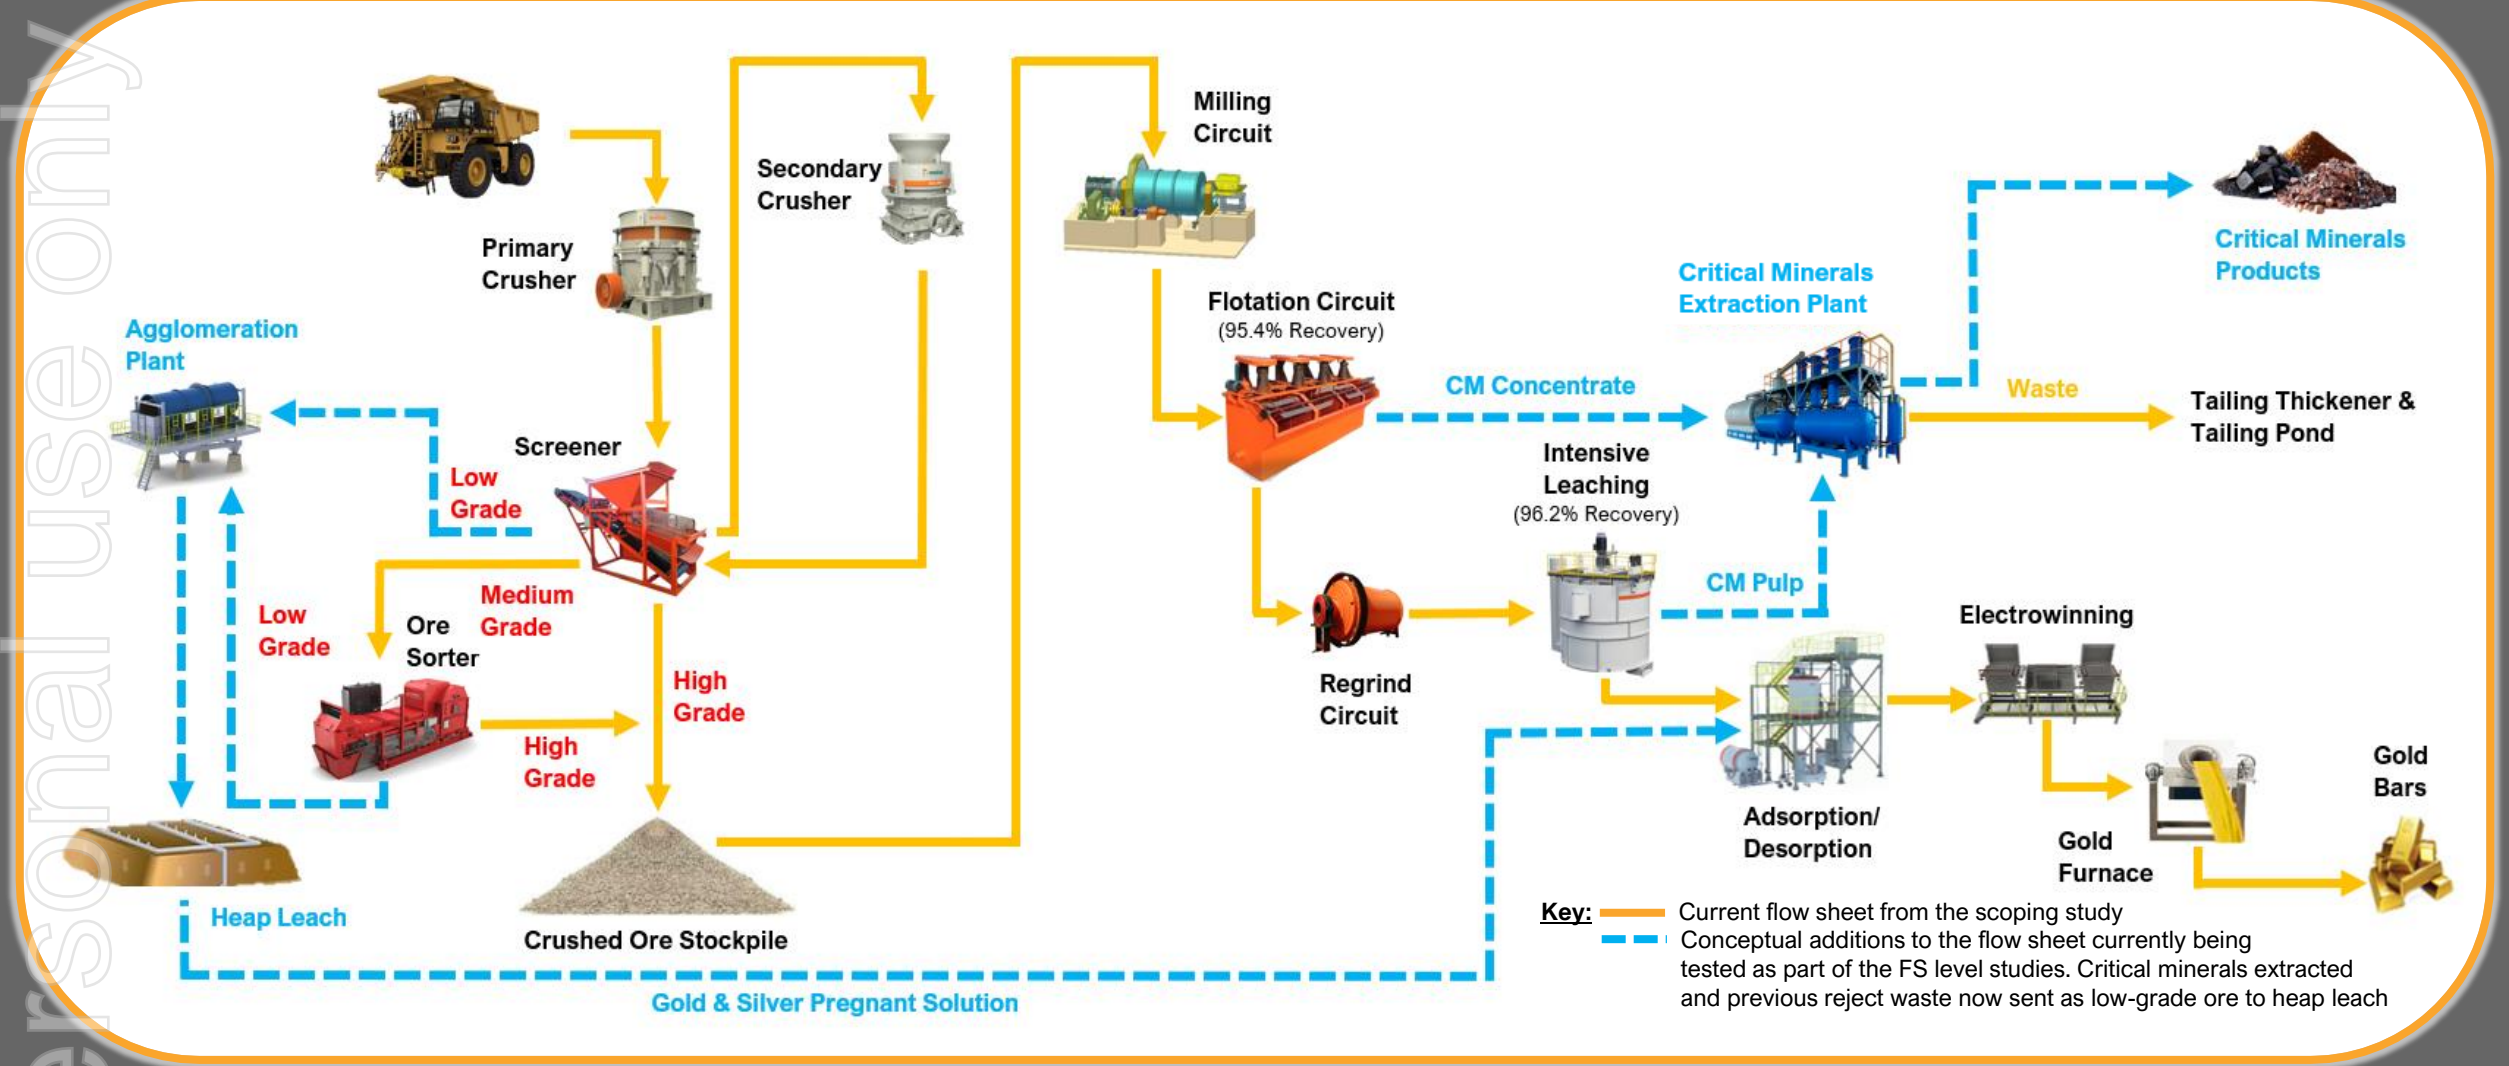 Milling
Circuit
Secondary
Crusher
Primary
Crusher
Critical Minerals
Products
Critical Minerals
Extraction Plant
Flotation Circuit
(95.4% Recovery)
Agglomeration
Plant
CM Concentrate
Waste
Tailing Thickener &
Tailing Pond
Screener
Low
Grade
Intensive
Leaching
(96.2% Recovery)
Medium
Grade
CM Pulp
Low
Grade
Ore
Sorter
Electrowinning
High
Grade
Regrind
Circuit
High
Grade
Gold
Bars
Adsorption/
Desorption
Gold
Furnace
Heap Leach
Crushed Ore Stockpile
Gold & Silver Pregnant Solution
Key:
Current flow sheet from the scoping study
Conceptual additions to the flow sheet currently being
tested as part of the FS level studies. Critical minerals extracted
and previous reject waste now sent as low-grade ore to heap leach
ersonal use only